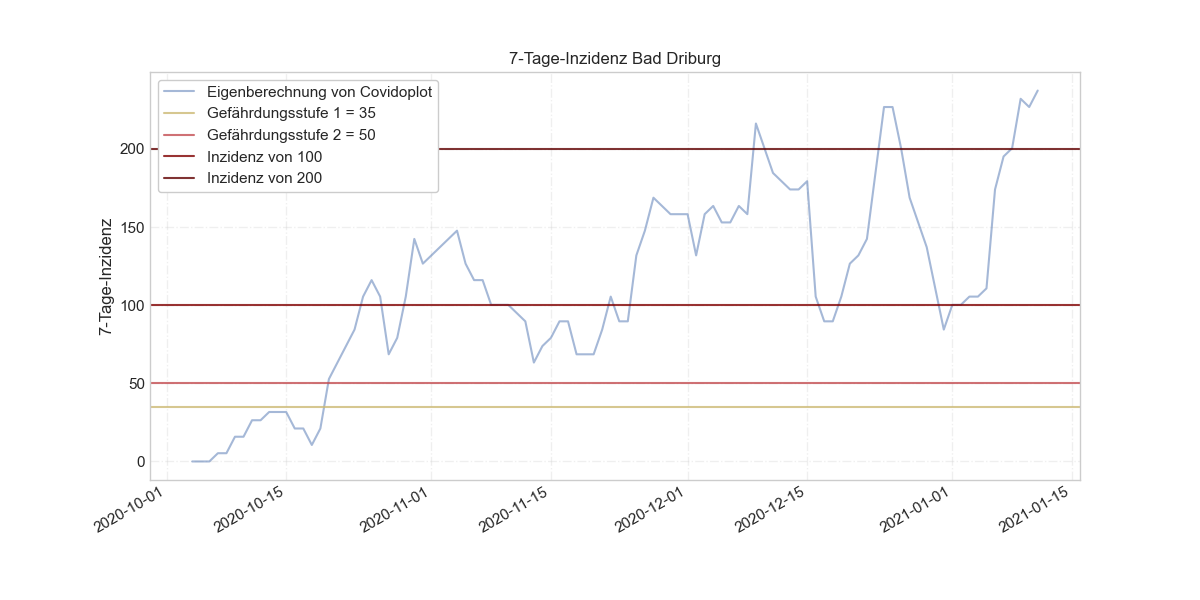 7-Tage-Inzidenz Bad Driburg
Eigenberechnung von Covidoplot
Gefährdungsstufe 1 = 35
Gefährdungsstufe 2 = 50
Inzidenz von 100
Inzidenz von 200
7-Tage-Inzidenz
200
150
100
50
0
2020-10-01
2020-10-15
2020-11-01
2020-11-15
2020-12-01
2020-12-15
2021-01-01
2021-01-15